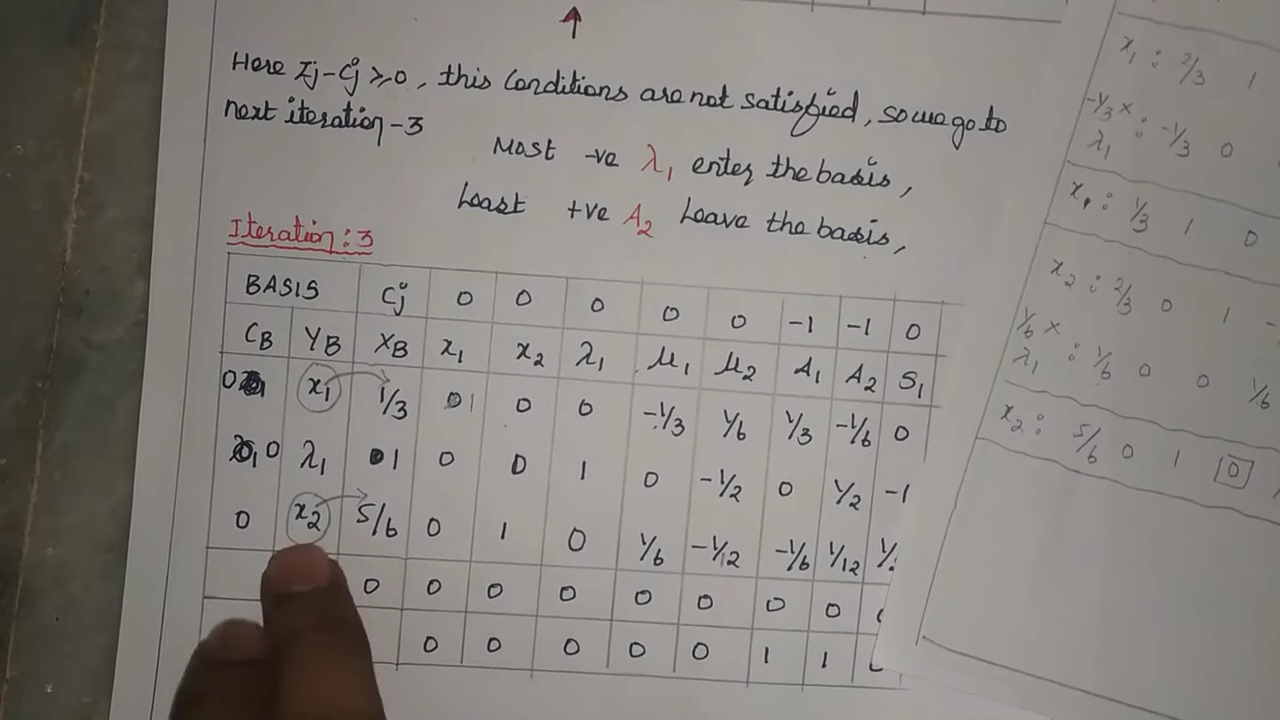 Here Zj-Cj ≥0, this conditions are not satisfied, so we go to
next iteration-3
Most -ve λ1 enter the basis,
Least +ve A2 Leave the basis,
Iteration: 3
BASIS Cj 0 0 0 0 0 -1 -1 0
CB YB XB x1 x2 λ1 μ1 μ2 A1 A2 S1
0 x1 1/3 1 0 0 -1/3 1/6 1/3 -1/6 0
0 λ1 1 0 0 1 0 -1/2 0 1/2 -1
0 x2 5/6 0 1 0 1/6 -1/12 -1/6 1/12
0 0 0 0 0 0 0 0
0 0 0 0 0 1 1
x1: 2/3 1
-1/3 × λ1 : -1/3 0
x1: 1/3 1 0
x2: 2/3 0 1 -
1/6 × λ1 : 1/6 0 0 1/6
x2: 5/6 0 1 0